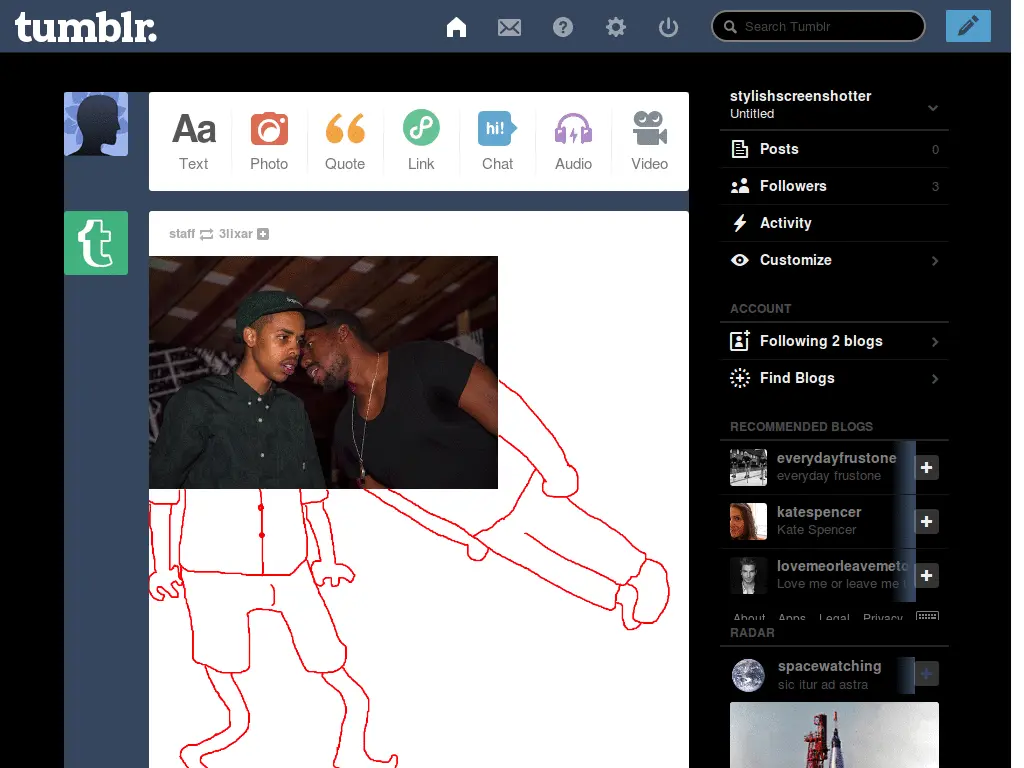 tumblr.
Search Tumblr
Aa
hi!
Text
Photo
Quote
Link
Chat
Audio
Video
t
staff 3lixar
stylishscreenshotter
Untitled
Posts 0
Followers 3
Activity
Customize
ACCOUNT
Following 2 blogs
Find Blogs
RECOMMENDED BLOGS
everydayfrustone
everyday frustone
katespencer
Kate Spencer
lovemeorleavemeto
Love me or leave me
About Apps Legal Privacy
RADAR
spacewatching
sic itur ad astra